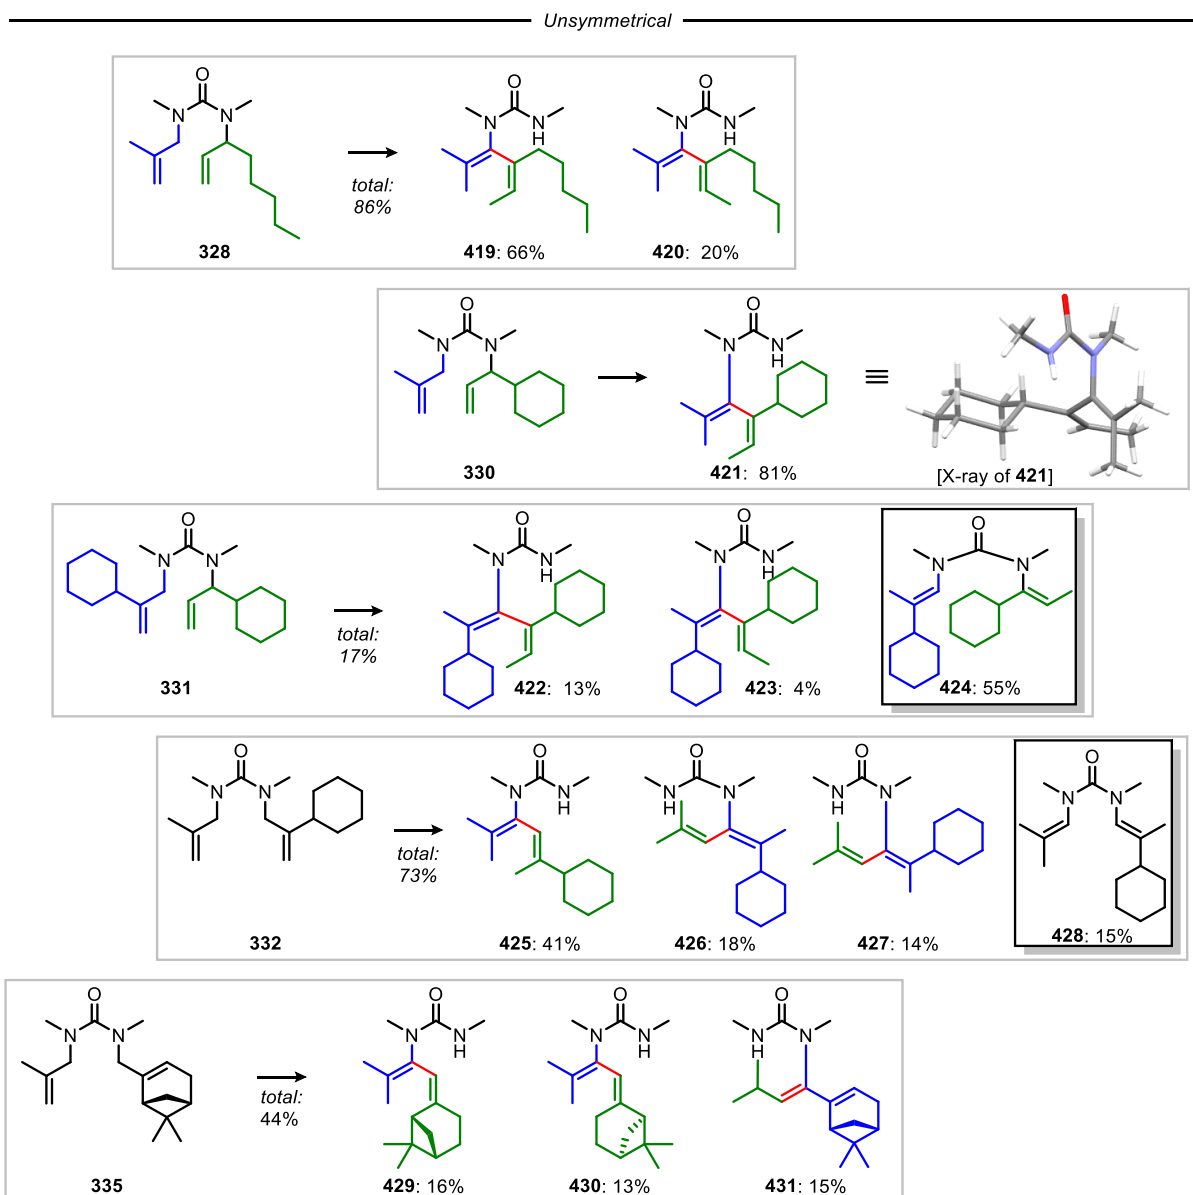 Unsymmetrical
O
N
N
total:
86%
328
O
N
N
H
419: 66%
O
N
N
H
420: 20%
O
N
N
330
O
N
N
H
421: 81%
[X-ray of 421]
O
N
N
total:
17%
331
O
N
N
H
422: 13%
O
N
N
H
423: 4%
O
N
N
424: 55%
O
N
N
total:
73%
332
O
N
N
H
425: 41%
O
N
H
N
426: 18%
O
N
H
N
427: 14%
O
N
N
428: 15%
O
N
N
total:
44%
335
O
N
N
H
429: 16%
O
N
N
H
430: 13%
O
N
H
N
431: 15%